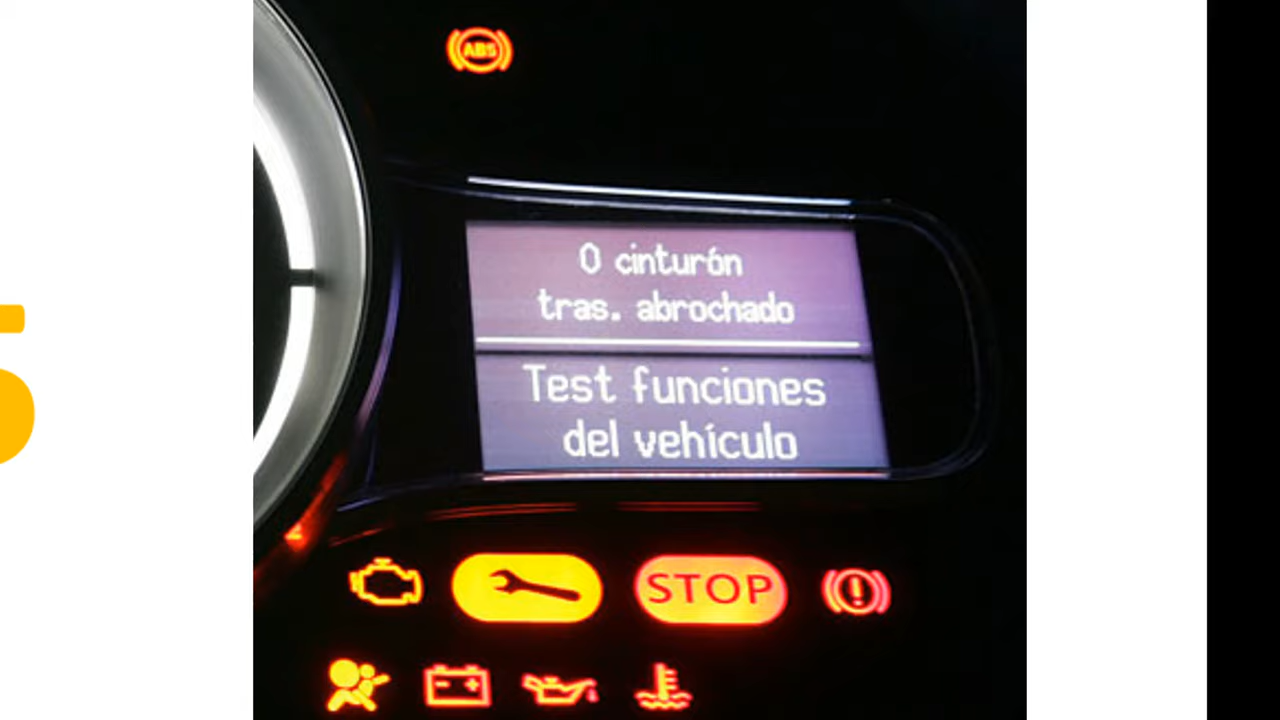 ABS
0 cinturón
tras. abrochado
Test funciones
del vehículo
STOP